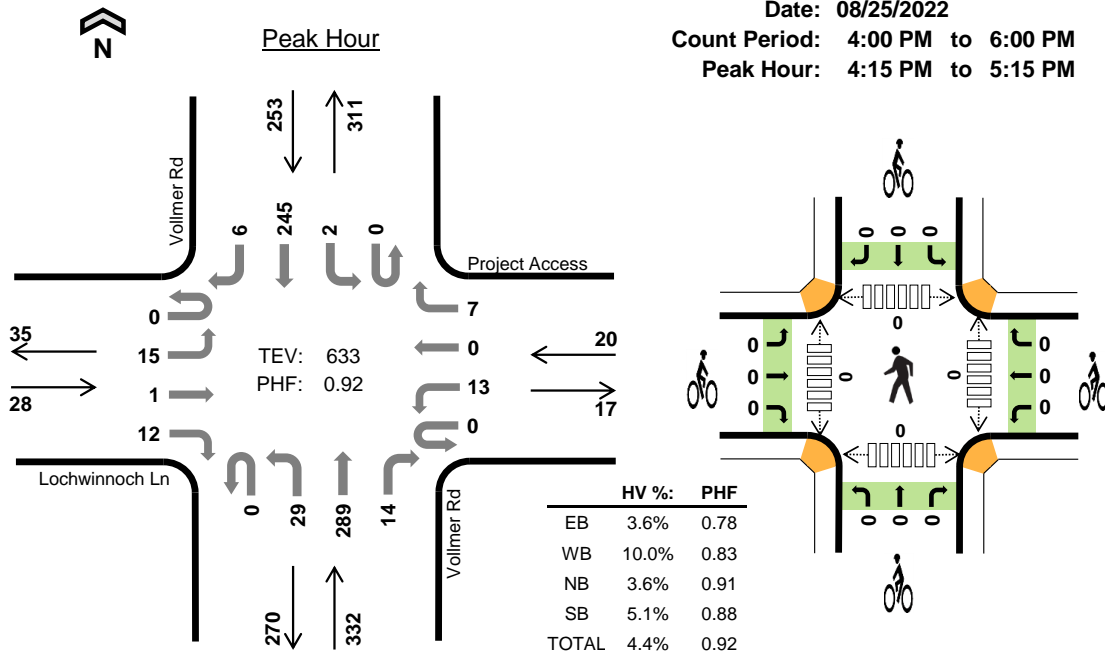 Date: 08/25/2022
Count Period: 4:00 PM to 6:00 PM
Peak Hour: 4:15 PM to 5:15 PM
N
Peak Hour
253
311
Vollmer Rd
6
245
2
0
Project Access
0
15
1
12
35
28
TEV: 633
PHF: 0.92
7
0
13
0
20
17
Lochwinnoch Ln
0
29
289
14
Vollmer Rd
270
332
HV %: PHF
EB 3.6% 0.78
WB 10.0% 0.83
NB 3.6% 0.91
SB 5.1% 0.88
TOTAL 4.4% 0.92
0 0 0
0
0
0
0
0
0
0
0
0
0
0
0 0 0